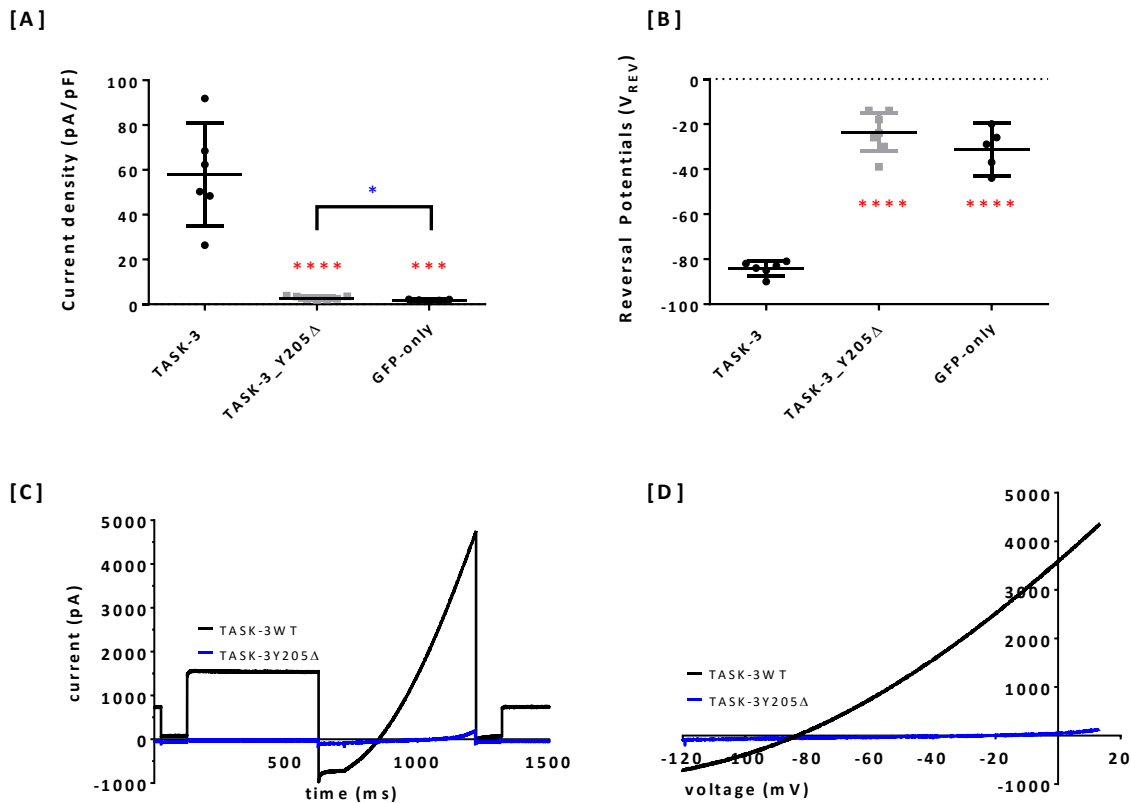 [A]
Current density (pA/pF)
100
80
60
40
20
0
*
****
***
TASK-3
TASK-3_Y205Δ
GFP-only
[B]
Reversal Potentials (VREV)
0
-20
-40
-60
-80
-100
****
****
TASK-3
TASK-3_Y205Δ
GFP-only
[C]
current (pA)
5000
4000
3000
2000
1000
0
-1000
TASK-3WT
TASK-3Y205Δ
500
1000
1500
time (ms)
[D]
5000
4000
3000
2000
1000
-1000
TASK-3WT
TASK-3Y205Δ
-120
-100
-80
-60
-40
-20
0
20
voltage (mV)